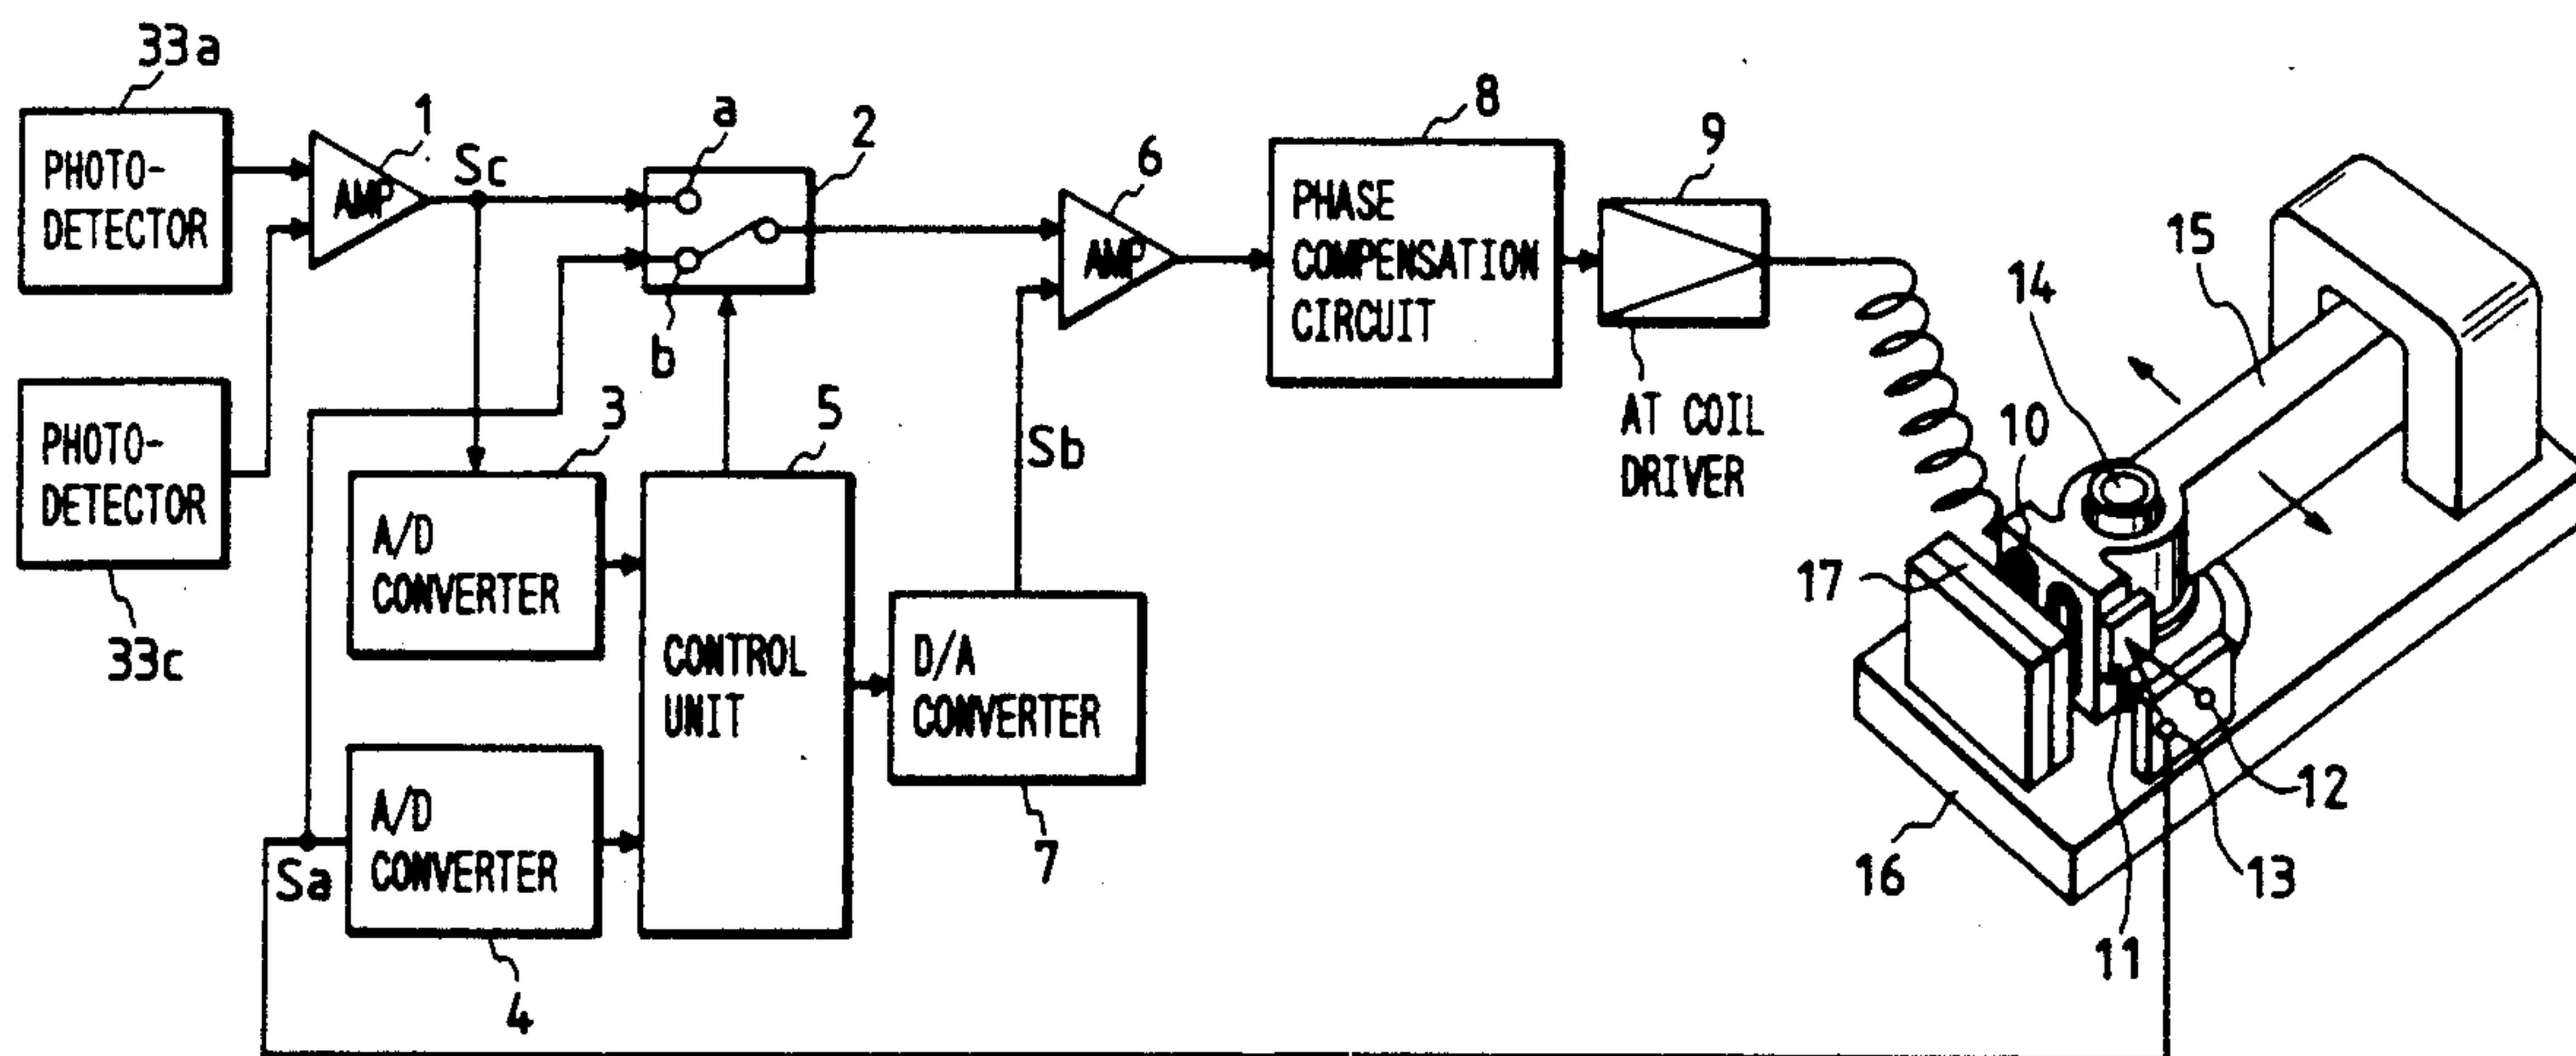 33a
PHOTO-
DETECTOR
1
AMP
Sc
a
2
b
PHOTO-
DETECTOR
33c
3
A/D
CONVERTER
5
CONTROL
UNIT
Sa
A/D
CONVERTER
4
6
AMP
Sb
D/A
CONVERTER
7
8
PHASE
COMPENSATION
CIRCUIT
9
AT COIL
DRIVER
10
14
15
17
16
11
12
13